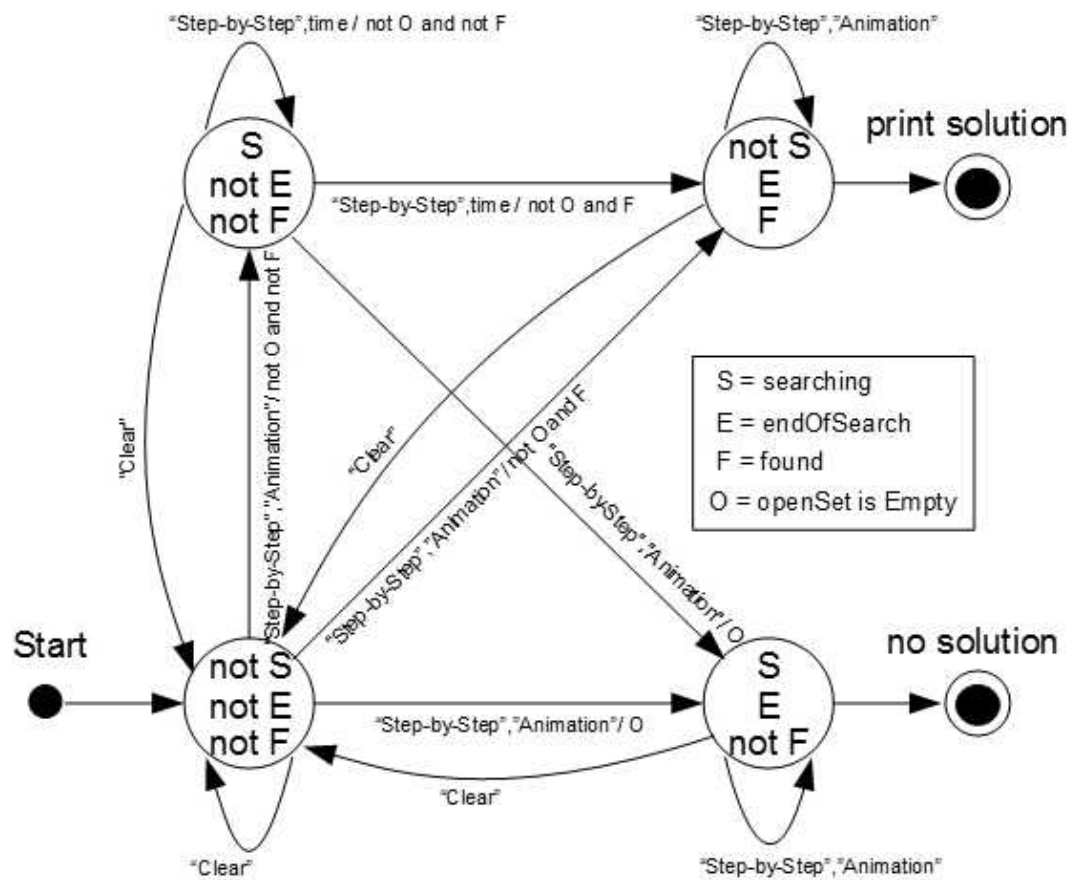 “Step-by-Step”,time / not O and not F
“Step-by-Step”,”Animation”
S
not E
not F
not S
E
F
print solution
“Step-by-Step”,time / not O and F
“Step-by-Step”,”Animation”/ not O and not F
"Clear"
“Clear”
“Step-by-Step”,”Animation”/ not O and F
“Step-by-Step”,”Animation”/ O
S = searching
E = endOfSearch
F = found
O = openSet is Empty
Start
not S
not E
not F
“Step-by-Step”,”Animation”/ O
S
E
not F
no solution
“Clear”
“Clear”
“Step-by-Step”,”Animation”